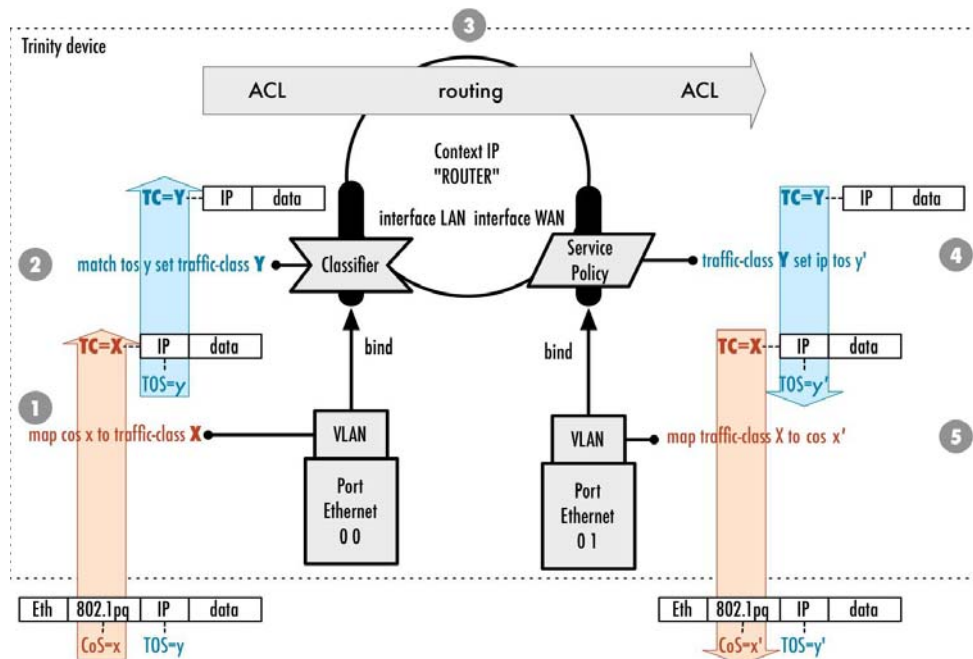 3
Trinity device
ACL routing ACL
Context IP
"ROUTER"
interface LAN interface WAN
TC=Y IP data
TC=Y IP data
2
match tos y set traffic-class Y
Classifier
Service
Policy
traffic-class Y set ip tos y'
4
bind
bind
TC=X IP data
TOS=y
TC=X IP data
TOS=y'
1
map cos x to traffic-class X
VLAN
VLAN
map traffic-class X to cos x'
5
Port
Ethernet
0 0
Port
Ethernet
0 1
Eth 802.1pq IP data
CoS=x TOS=y
Eth 802.1pq IP data
CoS=x' TOS=y'